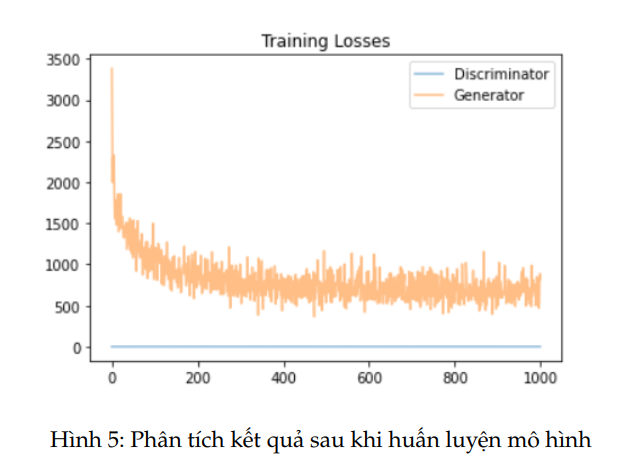 Training Losses
3500
3000
2500
2000
1500
1000
500
0
Discriminator
Generator
0 200 400 600 800 1000
Hình 5: Phân tích kết quả sau khi huấn luyện mô hình